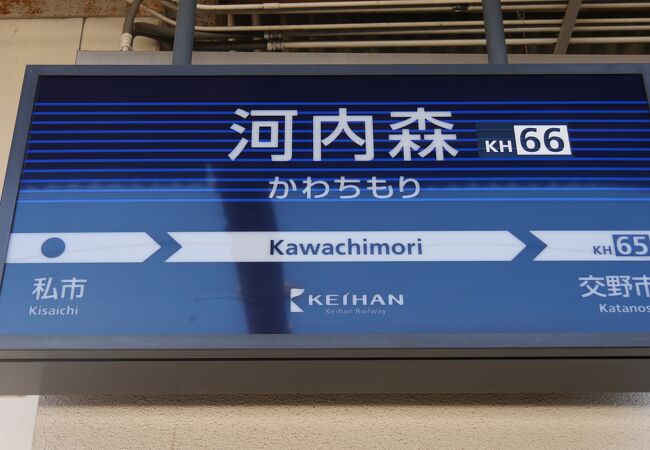 河内森 KH 66
かわちもり
Kawachimori
KH 65
私市
Kisaichi
交野市
Katanos
KEIHAN
Keihan Railway